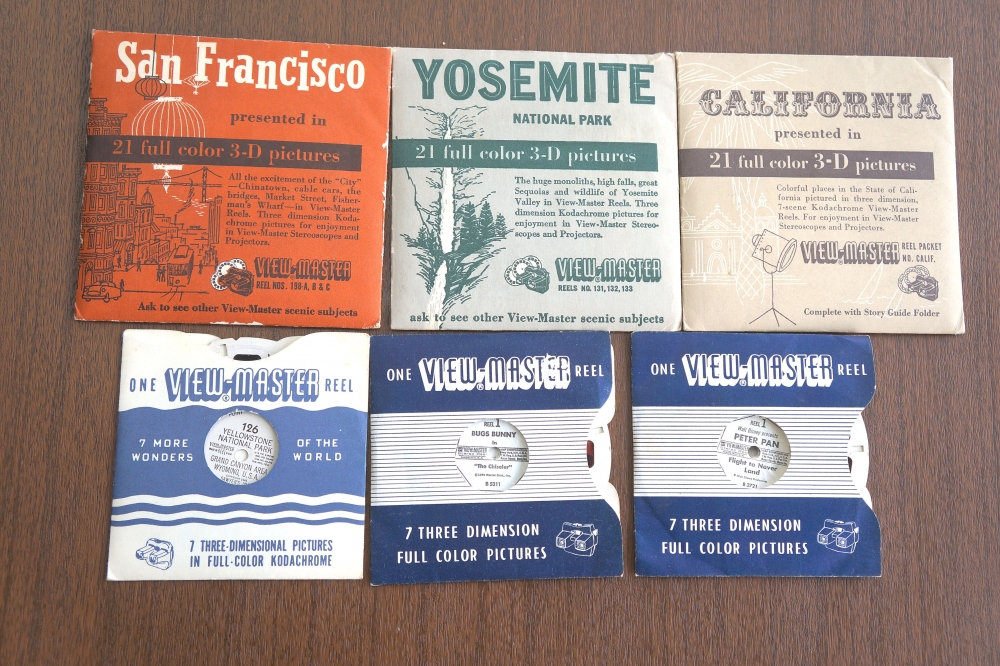 San Francisco
presented in
21 full color 3-D pictures
All the excitement of the "City"
—Chinatown, cable cars, the
bridges, Market Street, Fisher-
man's Wharf—in View-Master
Reels. Three dimension Koda-
chrome pictures for enjoyment
in View-Master Stereoscopes and
Projectors.
VIEW-MASTER
REEL NOS. 198-A, B & C
Ask to see other View-Master scenic subjects
YOSEMITE
NATIONAL PARK
21 full color 3-D pictures
The huge monoliths, high falls, great
Sequoias and wildlife of Yosemite
Valley in View-Master Reels. Three
dimension Kodachrome pictures for
enjoyment in View-Master Stereo-
scopes and Projectors.
VIEW-MASTER
REELS NO. 131, 132, 133
ask to see other View-Master scenic subjects
CALIFORNIA
presented in
21 full color 3-D pictures
Colorful places in the State of Cali-
fornia pictured in three dimension,
7-scene Kodachrome View-Master
Reels. For enjoyment in View-Master
Stereoscopes and Projectors.
VIEW-MASTER
REEL PACKET
NO. CALIF.
Complete with Story Guide Folder
ONE VIEW-MASTER® REEL
7 MORE
WONDERS
OF THE
WORLD
126
YELLOWSTONE
NATIONAL PARK
GRAND CANYON AREA
WYOMING, U.S.A.
7 THREE-DIMENSIONAL PICTURES
IN FULL-COLOR KODACHROME
ONE VIEW-MASTER® REEL
REEL 1
BUGS BUNNY
in
"The Chiseler"
B 5311
7 THREE DIMENSION
FULL COLOR PICTURES
ONE VIEW-MASTER® REEL
REEL 1
Walt Disney presents
PETER PAN
Flight to Never
Land
7 THREE DIMENSION
FULL COLOR PICTURES